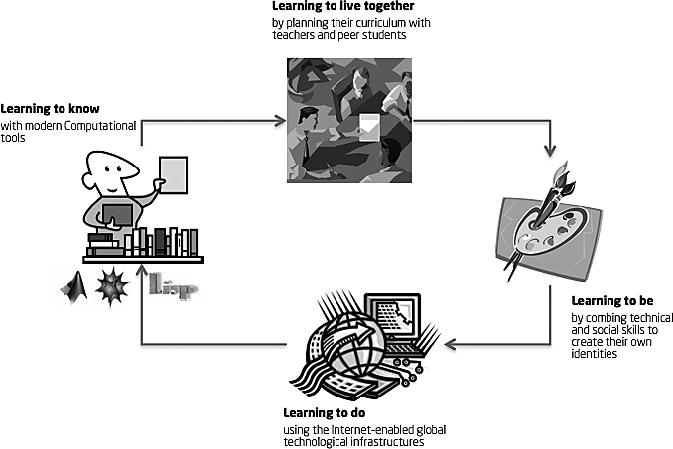 Learning to live together
by planning their curriculum with
teachers and peer students
Learning to know
with modern Computational
tools
Lisp
Learning to be
by combing technical
and social skills to
create their own
identities
Learning to do
using the Internet-enabled global
technological infrastructures